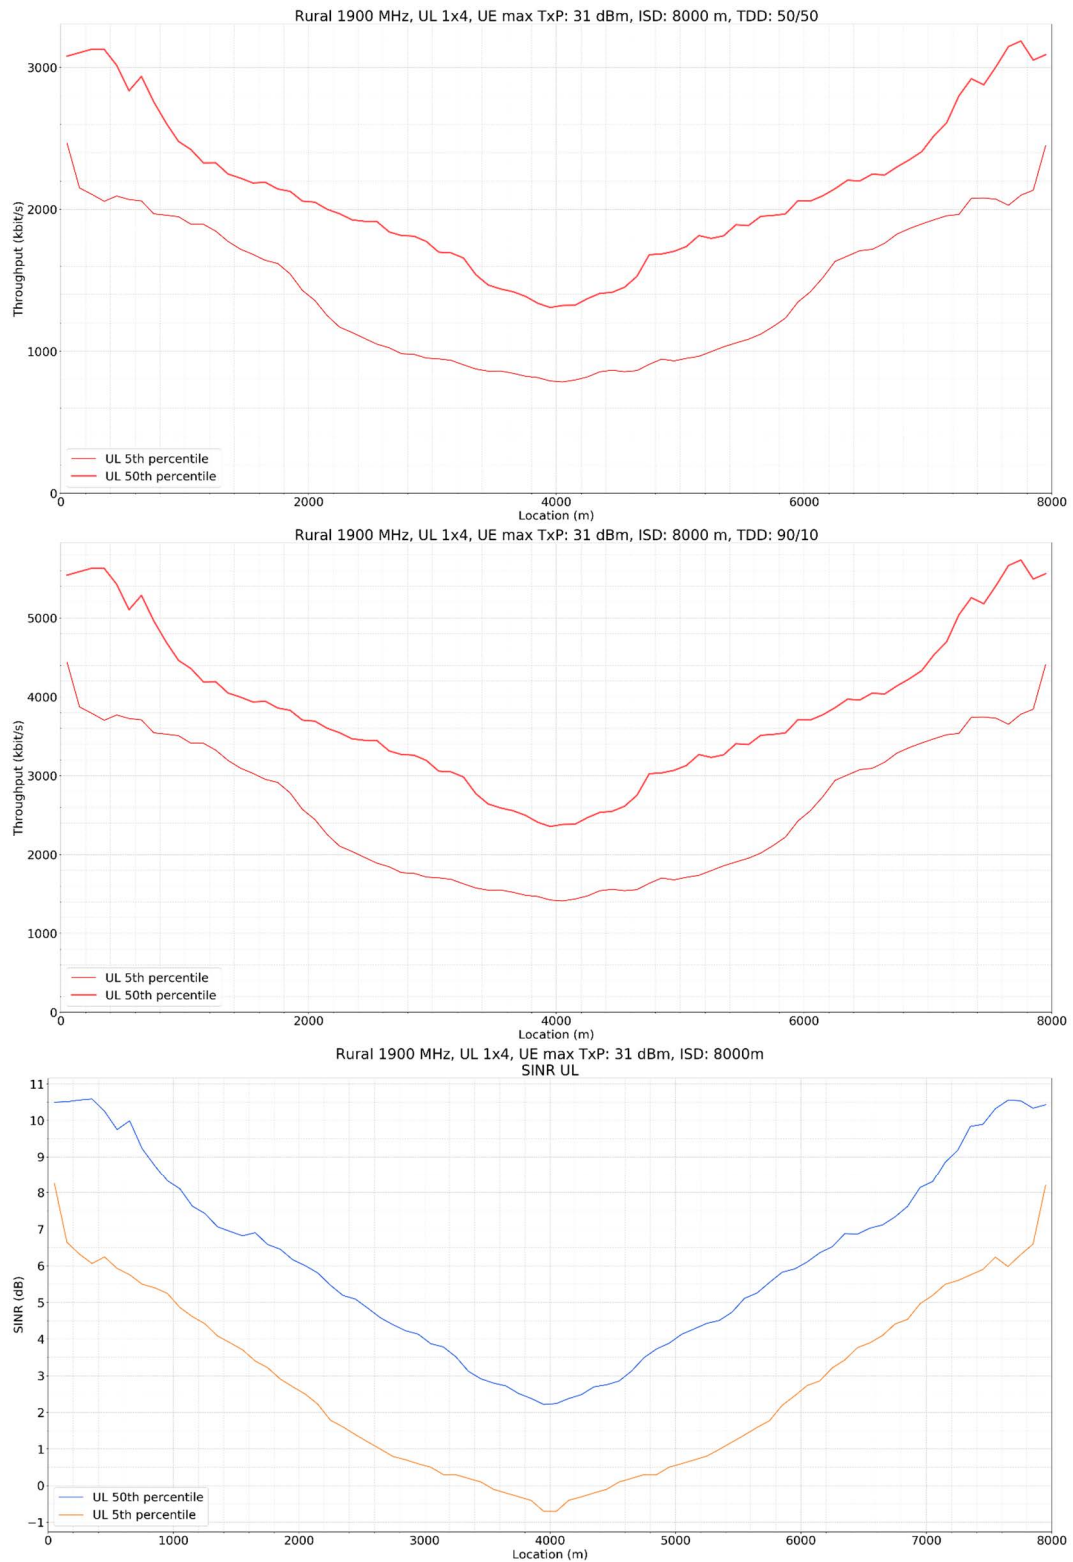 Rural 1900 MHz, UL 1x4, UE max TxP: 31 dBm, ISD: 8000 m, TDD: 50/50
3000
2000
Throughput (kbit/s)
1000
UL 5th percentile
UL 50th percentile
0
0 2000 4000 6000 8000
Location (m)
Rural 1900 MHz, UL 1x4, UE max TxP: 31 dBm, ISD: 8000 m, TDD: 90/10
5000
4000
Throughput (kbit/s)
3000
2000
1000
UL 5th percentile
UL 50th percentile
0
0 2000 4000 6000 8000
Location (m)
Rural 1900 MHz, UL 1x4, UE max TxP: 31 dBm, ISD: 8000m
SINR UL
11
10
9
8
7
6
SINR (dB)
5
4
3
2
1
0
UL 50th percentile
UL 5th percentile
−1
0 1000 2000 3000 4000 5000 6000 7000 8000
Location (m)